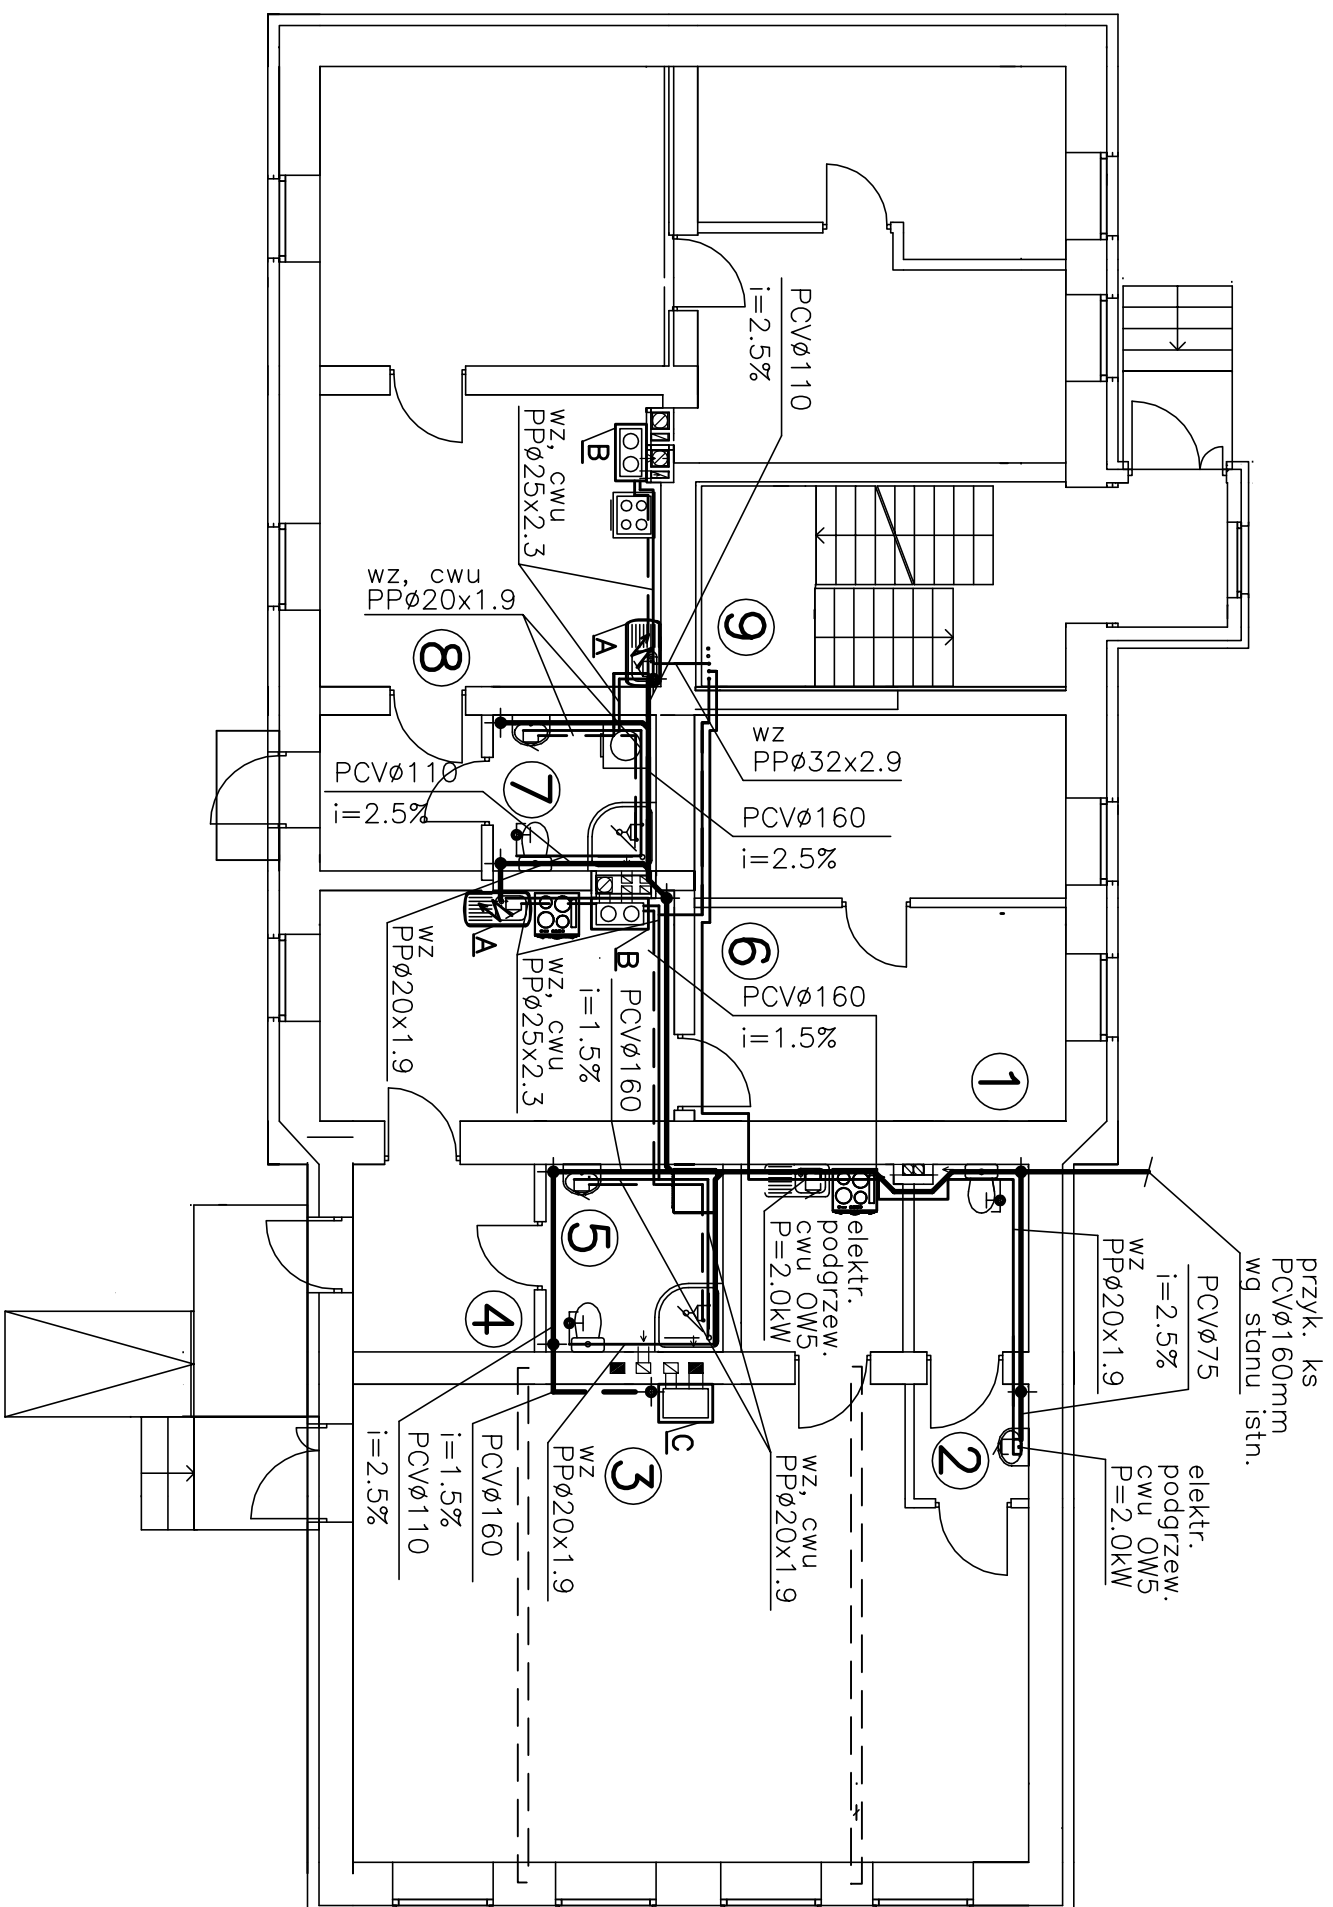 PCVø110
i=2.5%
wz, cwu
PPø25x2.3
B
wz, cwu
PPø20x1.9
A
9
8
wz
PPø32x2.9
PCVø110
i=2.5%
7
PCVø160
i=2.5%
A
B
6
wz
PPø20x1.9
wz, cwu
PPø25x2.3
PCVø160
i=1.5%
PCVø160
i=1.5%
1
przyk. ks
PCVø160mm
wg stanu istn.
PCVø75
i=2.5%
wz
PPø20x1.9
elektr.
podgrzew.
cwu OW5
P=2.0kW
5
4
C
3
2
elektr.
podgrzew.
cwu OW5
P=2.0kW
wz, cwu
PPø20x1.9
wz
PPø20x1.9
PCVø160
i=1.5%
PCVø110
i=2.5%